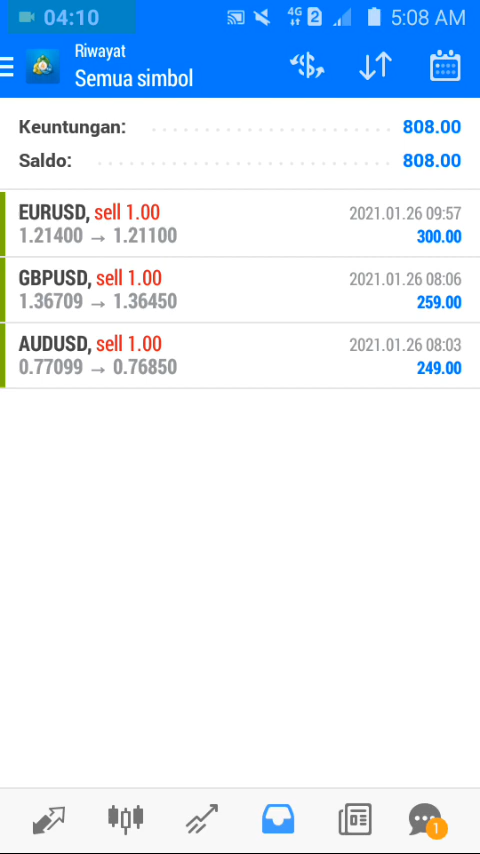 04:10 4G 2 5:08 AM
Riwayat
Semua simbol
Keuntungan: 808.00
Saldo: 808.00
EURUSD, sell 1.00 2021.01.26 09:57
1.21400 → 1.21100 300.00
GBPUSD, sell 1.00 2021.01.26 08:06
1.36709 → 1.36450 259.00
AUDUSD, sell 1.00 2021.01.26 08:03
0.77099 → 0.76850 249.00
1